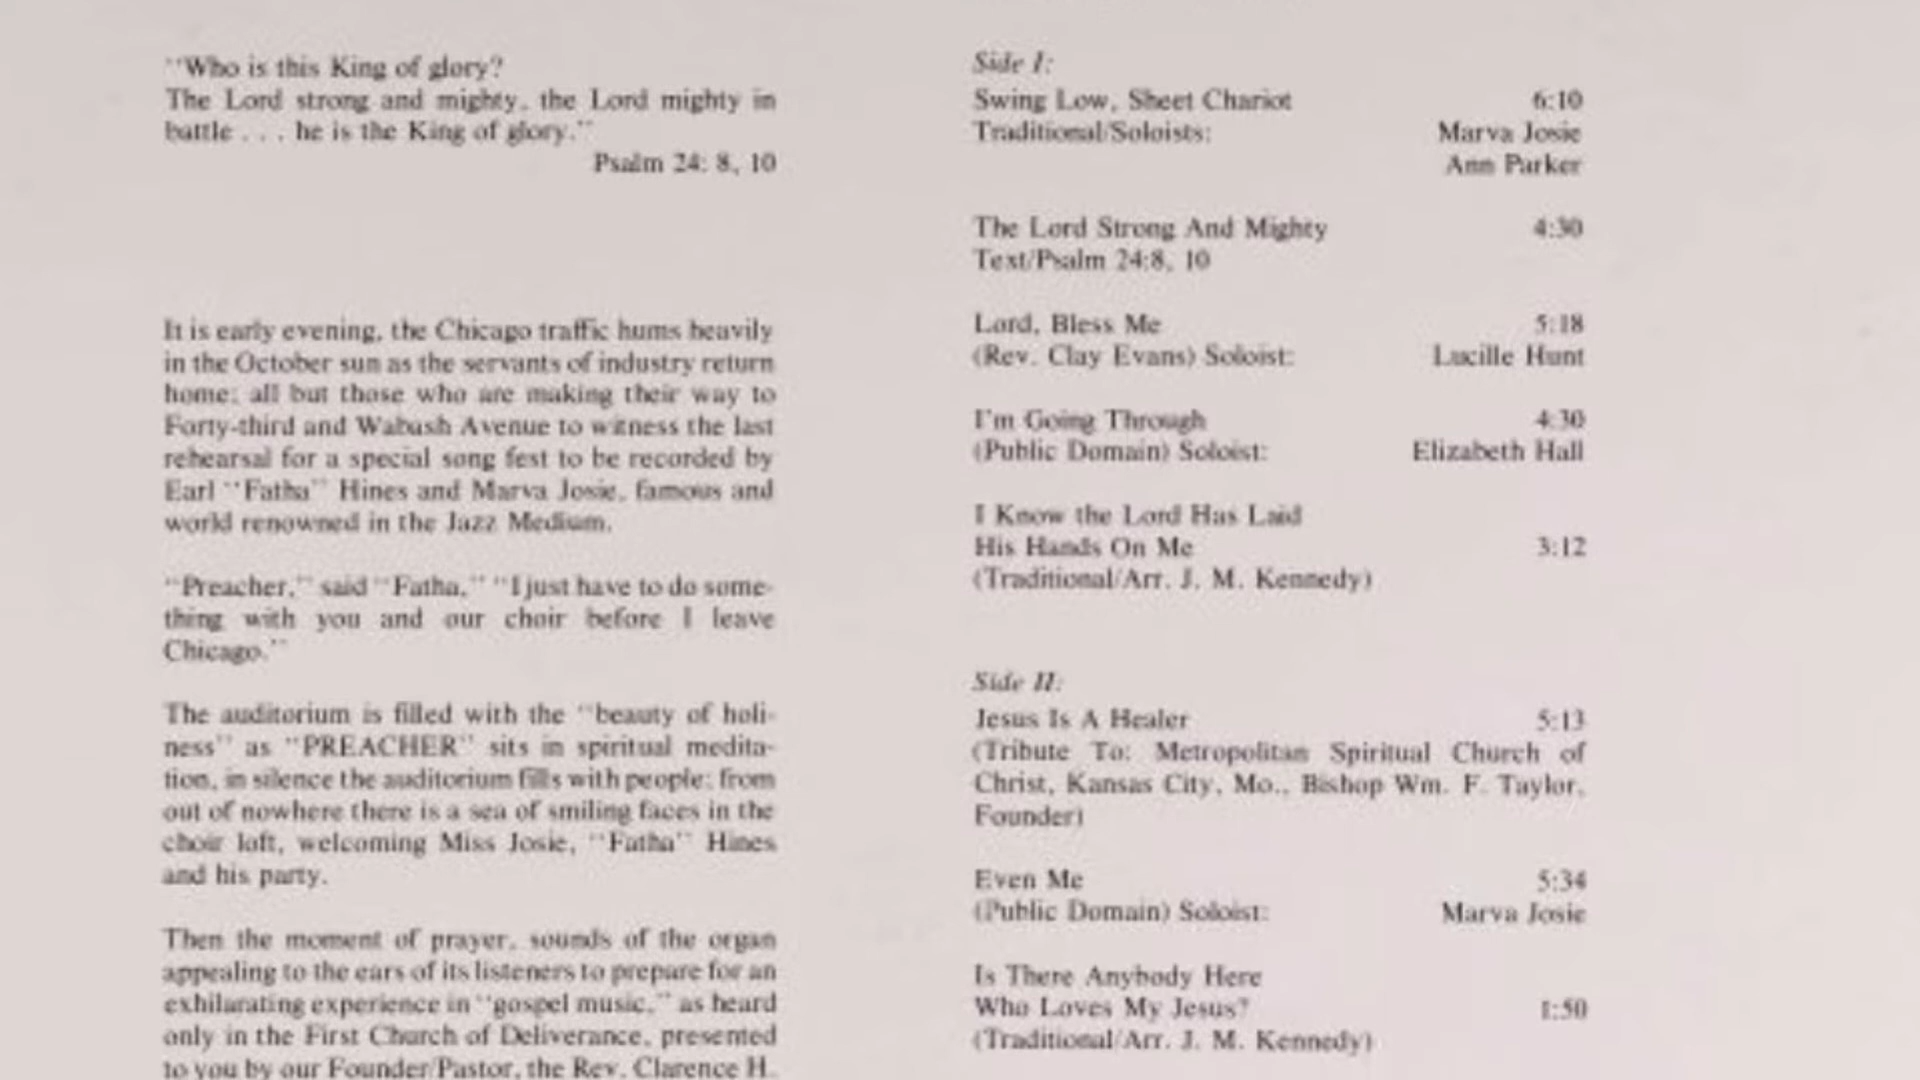 "Who is this King of glory?
The Lord strong and mighty, the Lord mighty in
battle . . . he is the King of glory."
Psalm 24: 8, 10
It is early evening, the Chicago traffic hums heavily
in the October sun as the servants of industry return
home; all but those who are making their way to
Forty-third and Wabash Avenue to witness the last
rehearsal for a special song fest to be recorded by
Earl "Fatha" Hines and Marva Josie, famous and
world renowned in the Jazz Medium.
"Preacher," said "Fatha," "I just have to do some-
thing with you and our choir before I leave
Chicago."
The auditorium is filled with the "beauty of holi-
ness" as "PREACHER" sits in spiritual medita-
tion, in silence the auditorium fills with people; from
out of nowhere there is a sea of smiling faces in the
choir loft, welcoming Miss Josie, "Fatha" Hines
and his party.
Then the moment of prayer, sounds of the organ
appealing to the ears of its listeners to prepare for an
exhilarating experience in "gospel music," as heard
only in the First Church of Deliverance, presented
to you by our Founder/Pastor, the Rev. Clarence H.
Side I:
Swing Low, Sheet Chariot 6:10
Traditional/Soloists: Marva Josie
Ann Parker
The Lord Strong And Mighty 4:30
Text/Psalm 24:8, 10
Lord, Bless Me 5:18
(Rev. Clay Evans) Soloist: Lucille Hunt
I'm Going Through 4:30
(Public Domain) Soloist: Elizabeth Hall
I Know the Lord Has Laid
His Hands On Me 3:12
(Traditional/Arr. J. M. Kennedy)
Side II:
Jesus Is A Healer 5:13
(Tribute To: Metropolitan Spiritual Church of
Christ, Kansas City, Mo., Bishop Wm. F. Taylor,
Founder)
Even Me 5:34
(Public Domain) Soloist: Marva Josie
Is There Anybody Here
Who Loves My Jesus? 1:50
(Traditional/Arr. J. M. Kennedy)